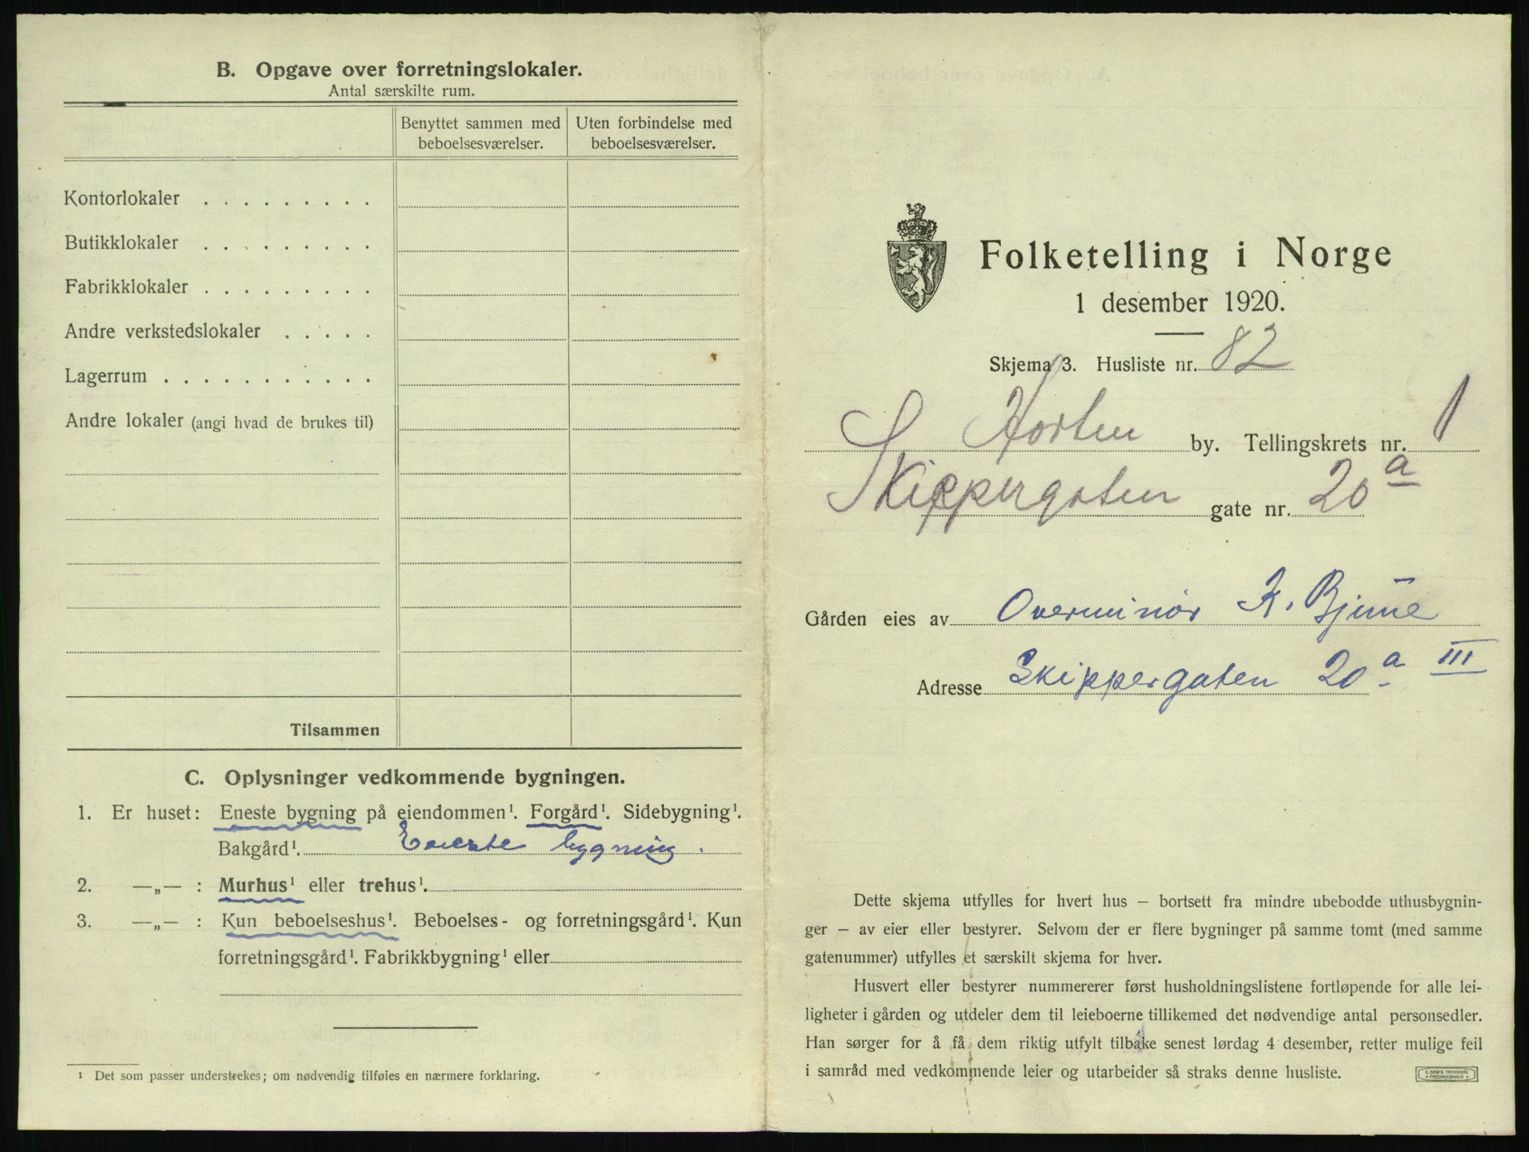 B. Opgave over forretningslokaler.
Antal særskilte rum.
Benyttet sammen med beboelsesværelser.
Uten forbindelse med beboelsesværelser.
Kontorlokaler . . . . . . . . .
Butikklokaler . . . . . . . . .
Fabrikklokaler . . . . . . . . .
Andre verkstedslokaler . . . . .
Lagerrum . . . . . . . . . . .
Andre lokaler (angi hvad de brukes til)
Tilsammen
C. Oplysninger vedkommende bygningen.
1. Er huset: Eneste bygning på eiendommen¹. Forgård¹. Sidebygning¹.
Bakgård¹. Eneste bygning.
2. —„— : Murhus¹ eller trehus¹.
3. —„— : Kun beboelseshus¹. Beboelses- og forretningsgård¹. Kun
forretningsgård¹. Fabrikkbygning¹ eller
¹ Det som passer understrekes; om nødvendig tilføies en nærmere forklaring.
Folketelling i Norge
1 desember 1920.
Skjema 3. Husliste nr. 82
Horten by. Tellingskrets nr. 1
Skippergaten gate nr. 20a
Gården eies av Overminør K. Bjune
Adresse Skippergaten 20a III
Dette skjema utfylles for hvert hus — bortsett fra mindre ubebodde uthusbygnin-
ger — av eier eller bestyrer. Selvom der er flere bygninger på samme tomt (med samme
gatenummer) utfylles et særskilt skjema for hver.
Husvert eller bestyrer nummererer først husholdningslistene fortløpende for alle lei-
ligheter i gården og utdeler dem til leieboerne tillikemed det nødvendige antal personsedler.
Han sørger for å få dem riktig utfylt tilbake senest lørdag 4 desember, retter mulige feil
i samråd med vedkommende leier og utarbeider så straks denne husliste.